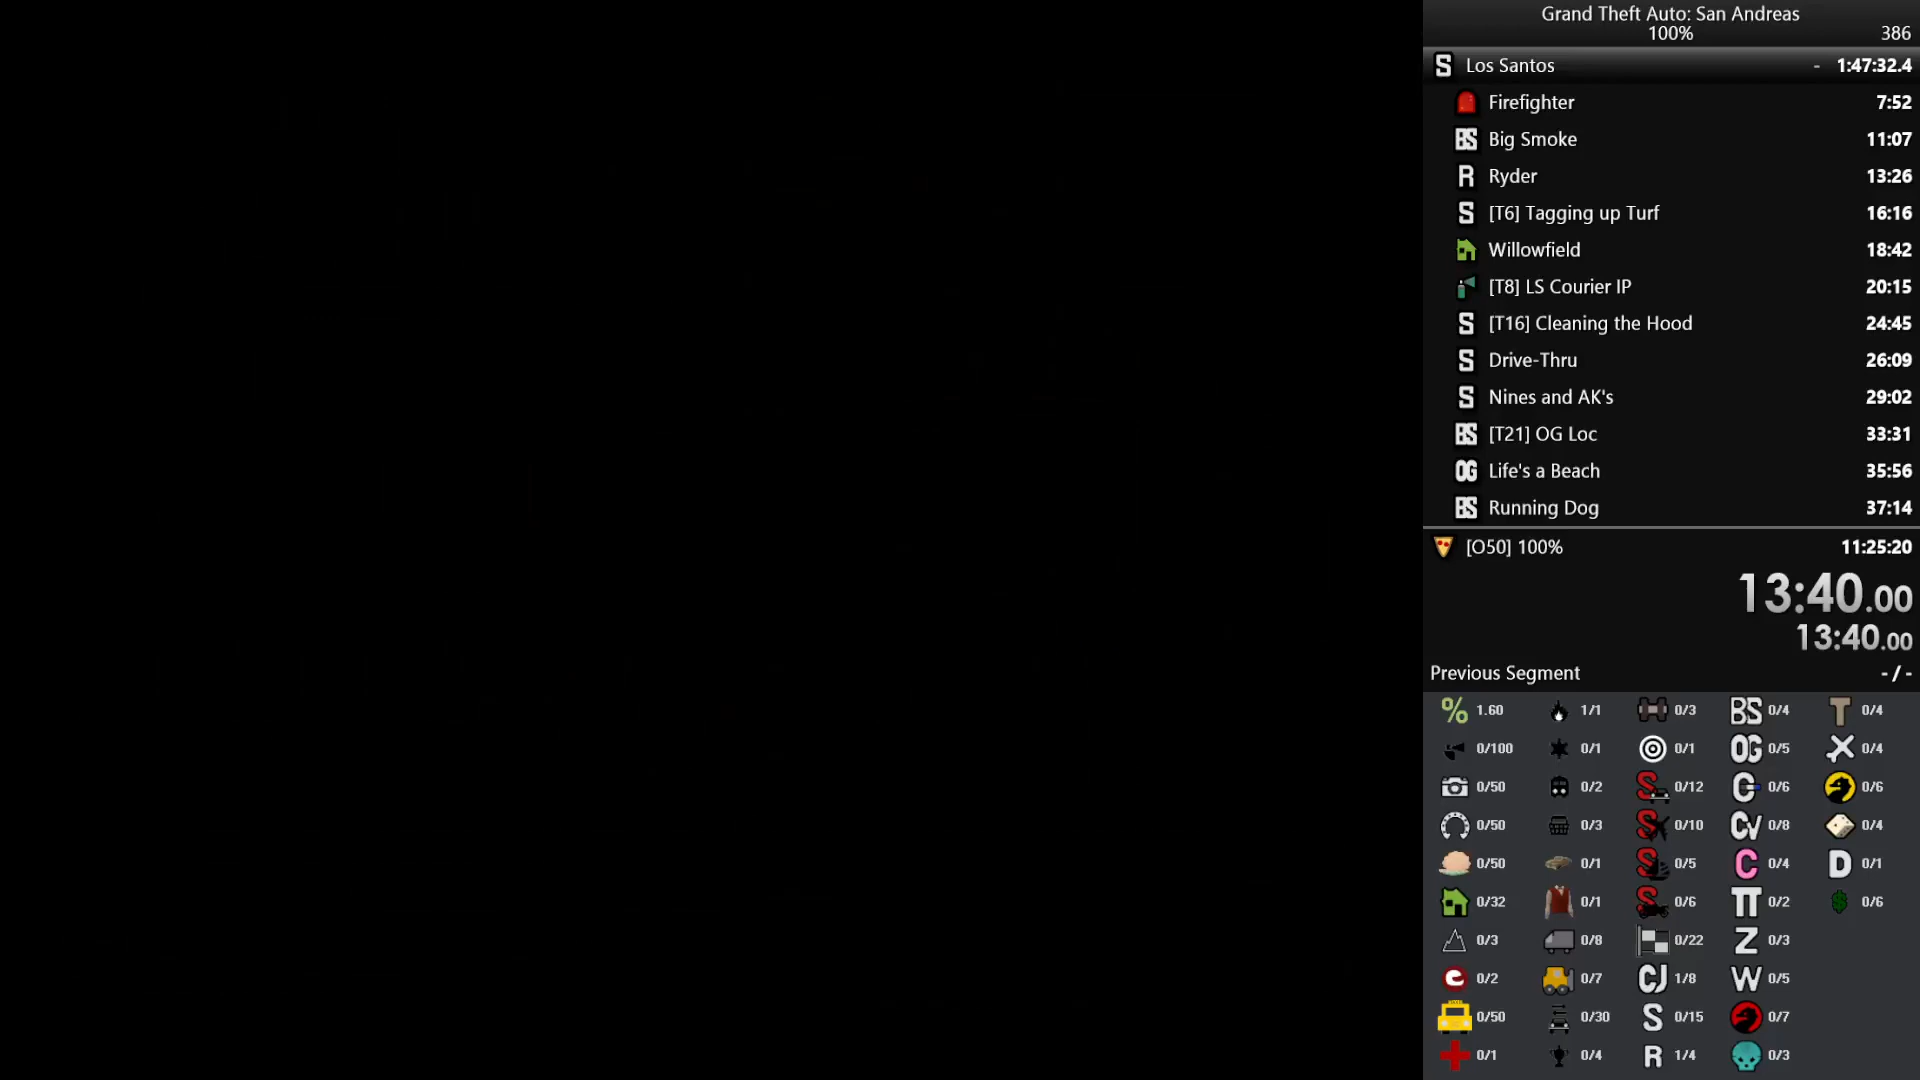 Grand Theft Auto: San Andreas
100% 386
S Los Santos - 1:47:32.4
Firefighter 7:52
BS Big Smoke 11:07
R Ryder 13:26
S [T6] Tagging up Turf 16:16
Willowfield 18:42
[T8] LS Courier IP 20:15
S [T16] Cleaning the Hood 24:45
S Drive-Thru 26:09
S Nines and AK's 29:02
BS [T21] OG Loc 33:31
OG Life's a Beach 35:56
BS Running Dog 37:14
[O50] 100% 11:25:20
13:40.00
13:40.00
Previous Segment - / -
% 1.60 1/1 0/3 BS 0/4 T 0/4
0/100 0/1 0/1 OG 0/5 0/4
0/50 0/2 S 0/12 C 0/6 0/6
0/50 0/3 S 0/10 CV 0/8 0/4
0/50 0/1 S 0/5 C 0/4 D 0/1
0/32 0/1 S 0/6 TT 0/2 $ 0/6
0/3 0/8 0/22 Z 0/3
e 0/2 0/7 CJ 1/8 W 0/5
0/50 0/30 S 0/15 0/7
0/1 0/4 R 1/4 0/3